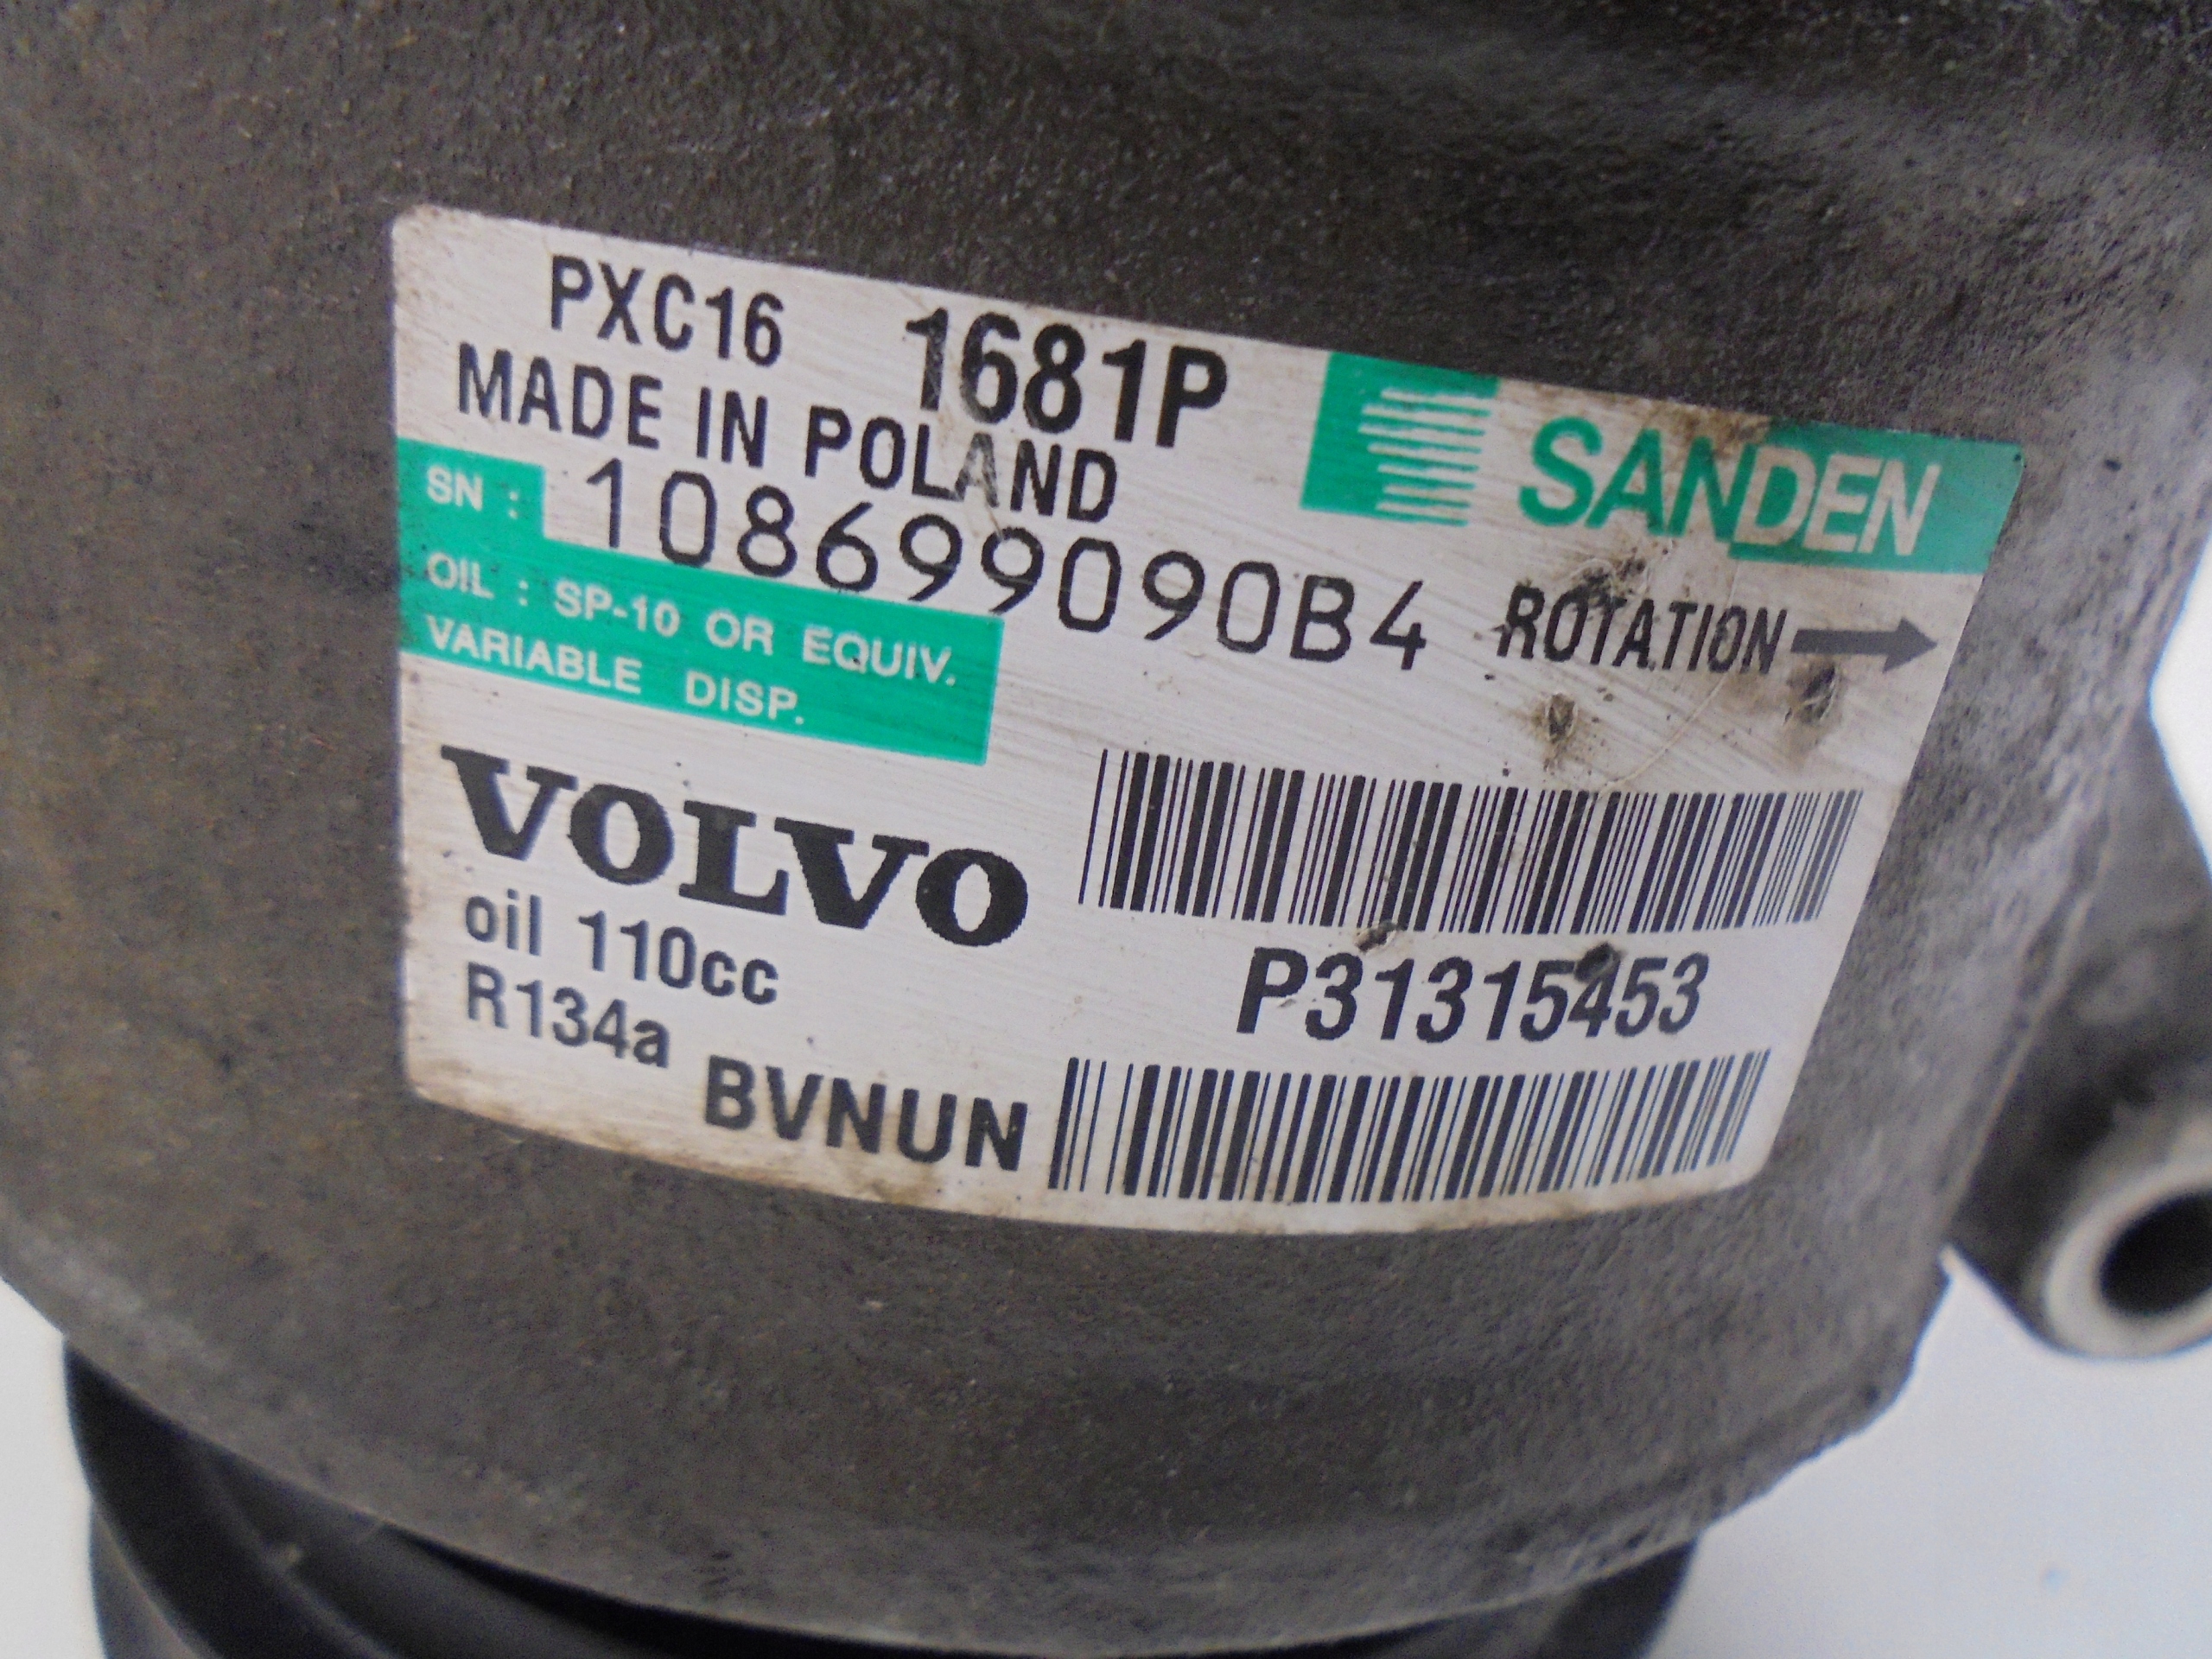 PXC16 1681P
MADE IN POLAND
SANDEN
SN : 108699090B4
ROTATION
OIL : SP-10 OR EQUIV.
VARIABLE DISP.
VOLVO
oil 110cc
P31315453
R134a
BVNUN